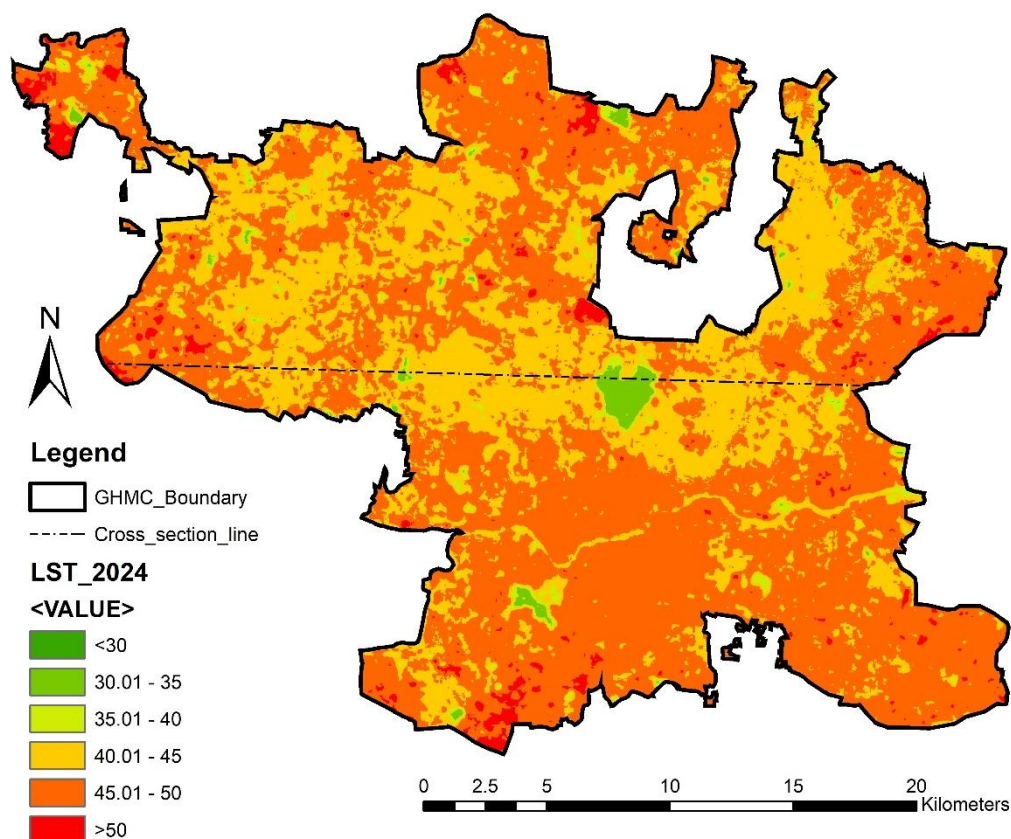 N
Legend
GHMC_Boundary
Cross_section_line
LST_2024
<VALUE>
<30
30.01 - 35
35.01 - 40
40.01 - 45
45.01 - 50
>50
0 2.5 5 10 15 20
Kilometers